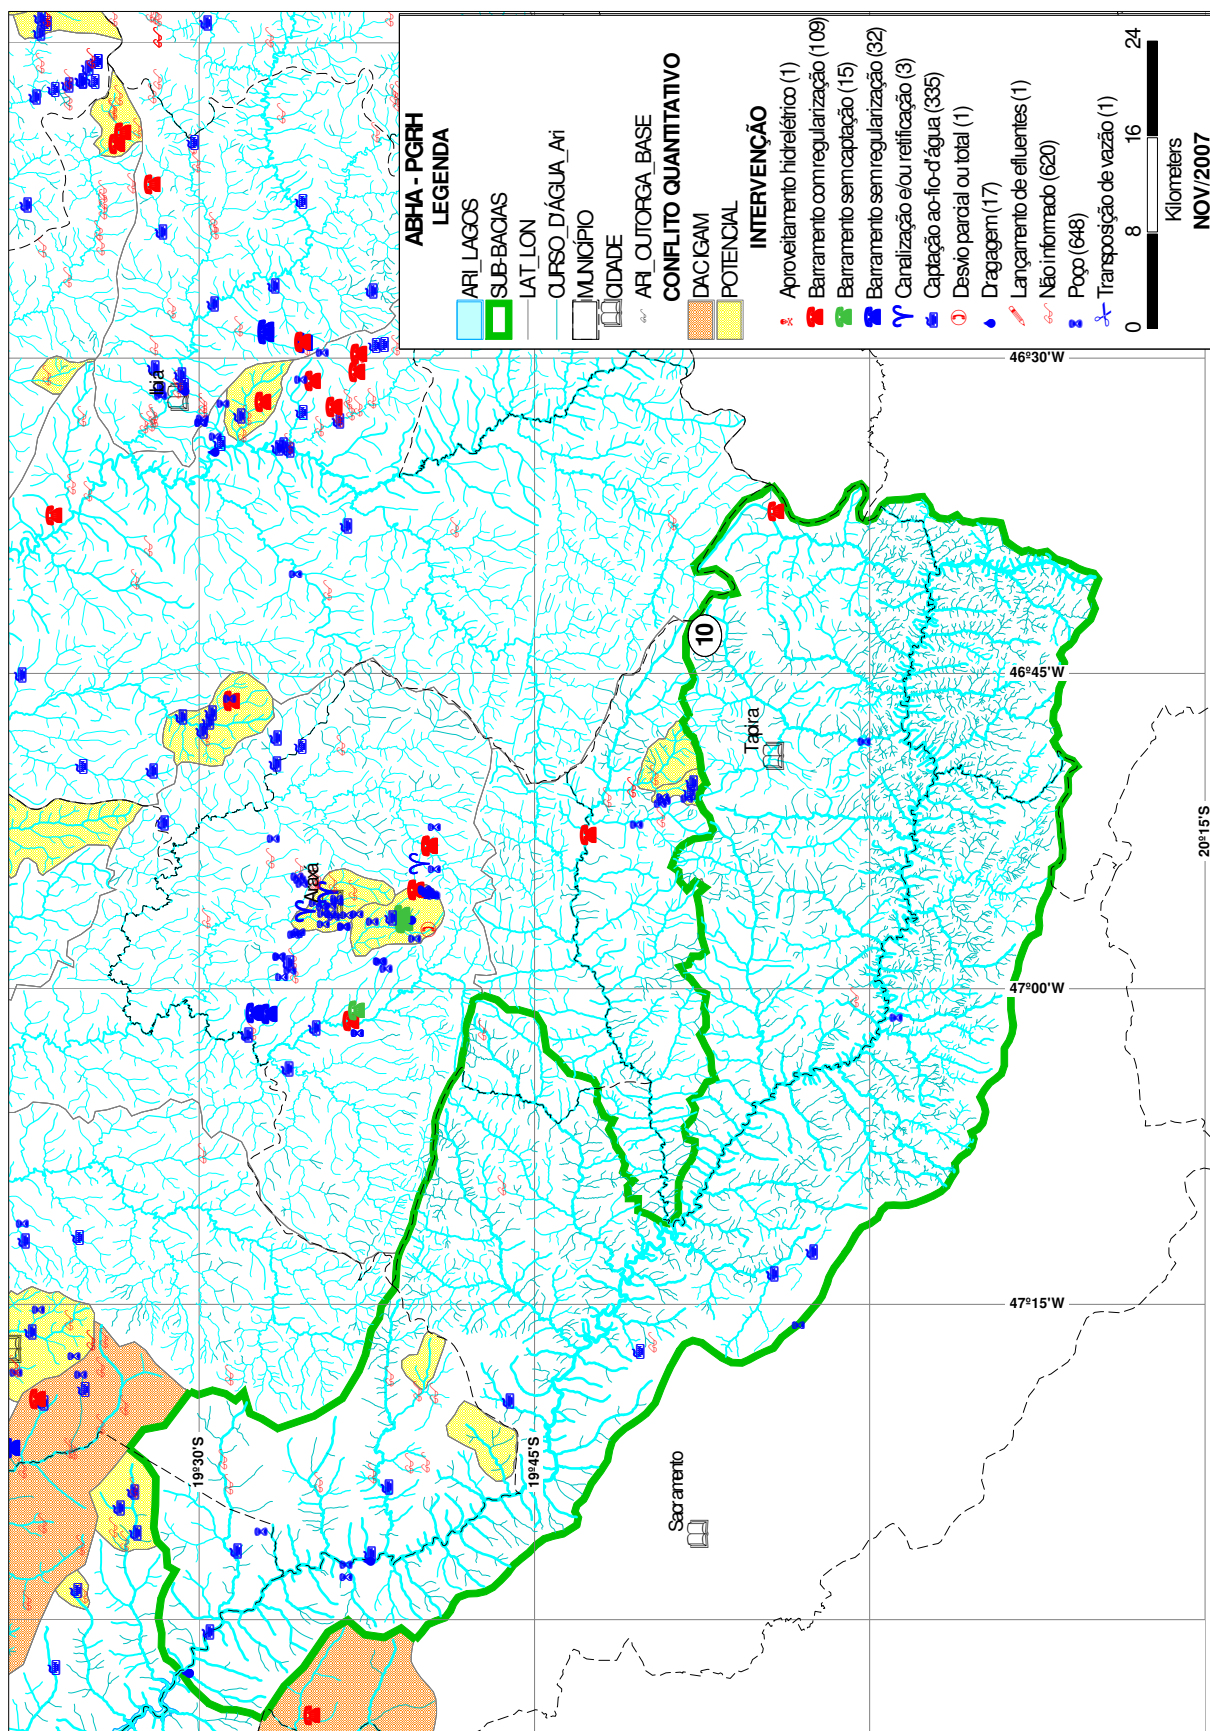 ABHA - PGRH
LEGENDA
ARI_LAGOS
SUB-BACIAS
LAT_LON
CURSO_D'ÁGUA_Ari
MUNICÍPIO
CIDADE
ARI_OUTORGA_BASE
CONFLITO QUANTITATIVO
DAC IGAM
POTENCIAL
INTERVENÇÃO
Aproveitamento hidrelétrico (1)
Barramento com regularização (109)
Barramento sem captação (15)
Barramento sem regularização (32)
Canalização e/ou retificação (3)
Captação ao-fio-d'água (335)
Desvio parcial ou total (1)
Dragagem (17)
Lançamento de efluentes (1)
Não informado (620)
Poço (648)
Transposição de vazão (1)
0 8 16 24
Kilometers
NOV/2007
Ibiá
Araxá
Tapira
Sacramento
10
46º30'W
46º45'W
47º00'W
47º15'W
19º30'S
19º45'S
20º15'S